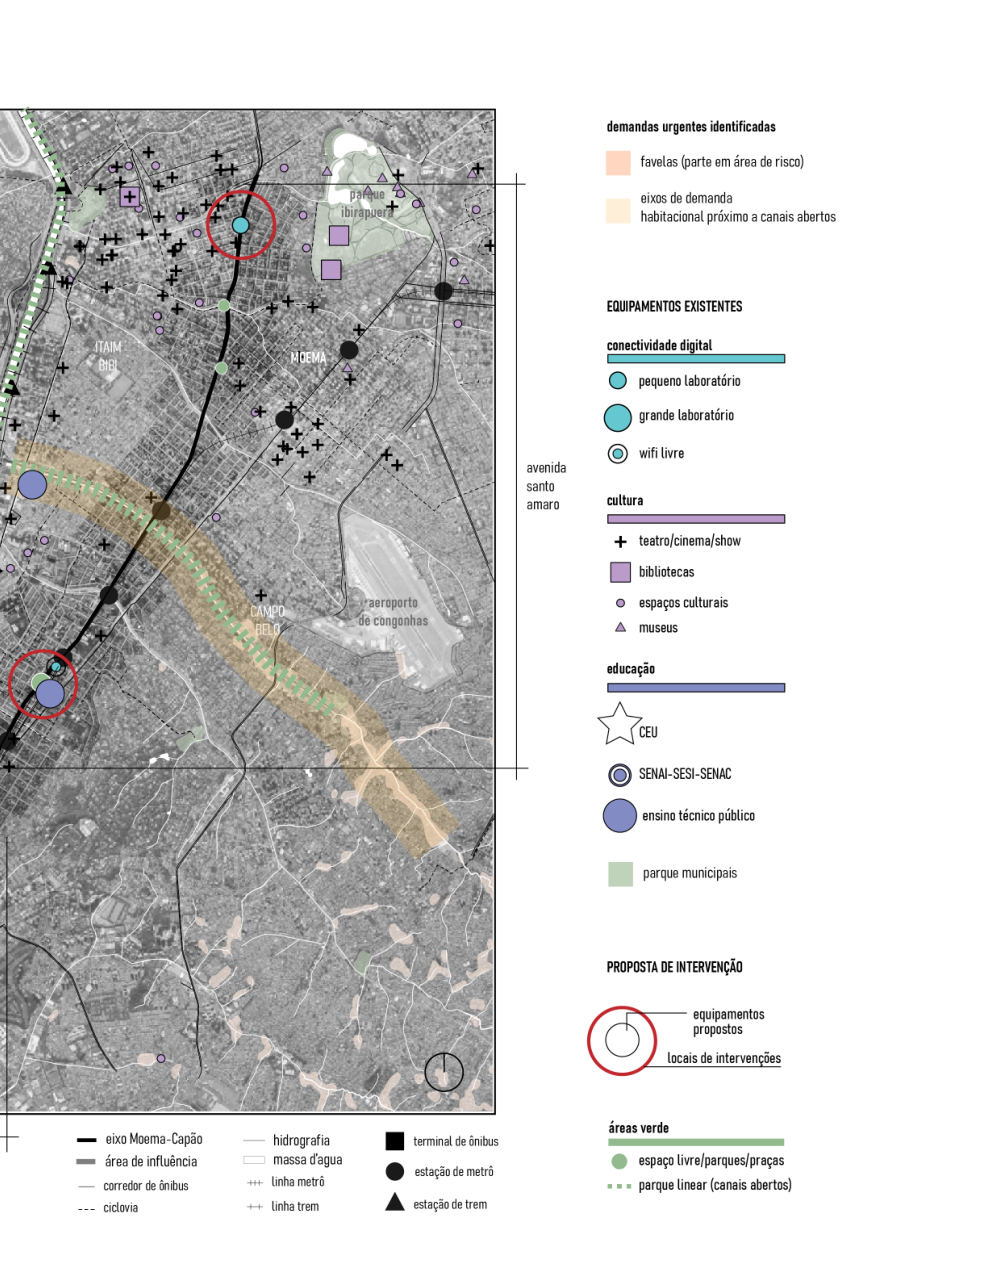 parque
ibirapuera
ITAIM
BIBI
MOEMA
CAMPO
BELO
aeroporto
de congonhas
avenida
santo
amaro
demandas urgentes identificadas
favelas (parte em área de risco)
eixos de demanda
habitacional próximo a canais abertos
EQUIPAMENTOS EXISTENTES
conectividade digital
pequeno laboratório
grande laboratório
wifi livre
cultura
teatro/cinema/show
bibliotecas
espaços culturais
museus
educação
CEU
SENAI-SESI-SENAC
ensino técnico público
parque municipais
PROPOSTA DE INTERVENÇÃO
equipamentos
propostos
locais de intervenções
áreas verde
espaço livre/parques/praças
parque linear (canais abertos)
eixo Moema-Capão
área de influência
corredor de ônibus
ciclovia
hidrografia
massa d'agua
linha metrô
linha trem
terminal de ônibus
estação de metrô
estação de trem